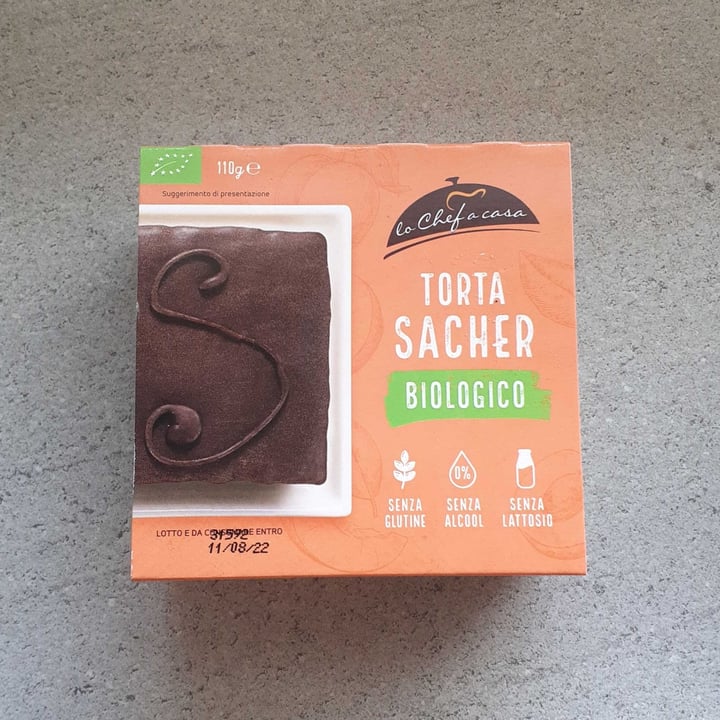 110g e
Suggerimento di presentazione
lo Chef a casa
TORTA
SACHER
BIOLOGICO
0%
SENZA
GLUTINE
SENZA
ALCOOL
SENZA
LATTOSIO
LOTTO E DA CONSUMARE ENTRO
31592
11/08/22